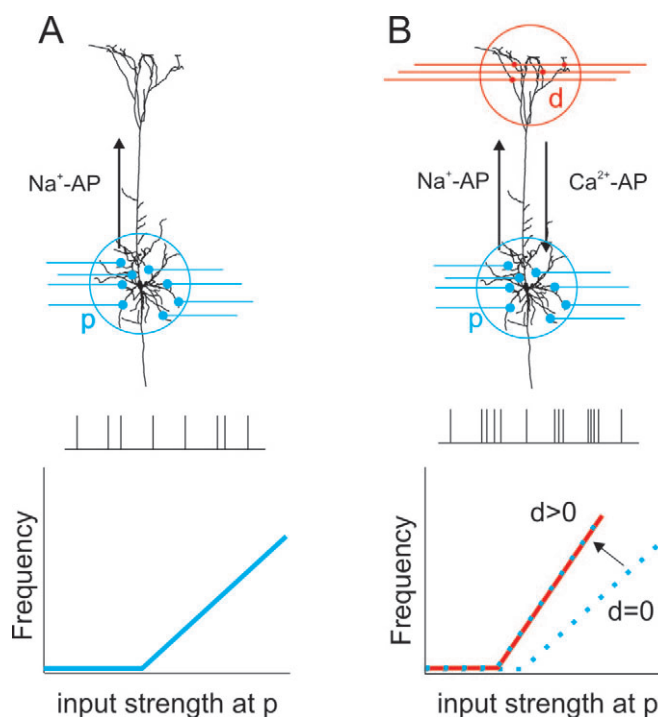 A
Na⁺-AP
p
Frequency
input strength at p
B
d
Na⁺-AP
Ca²⁺-AP
p
Frequency
d>0
d=0
input strength at p